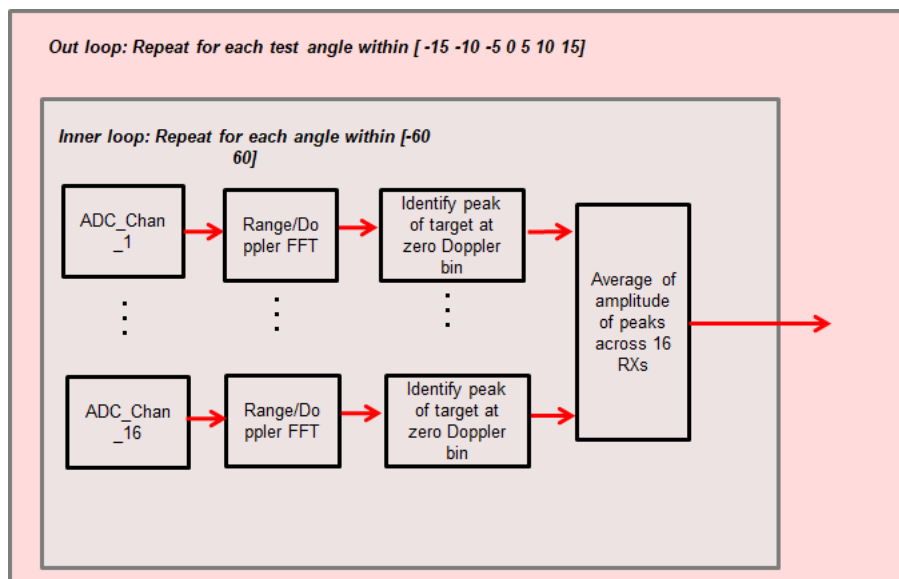 Out loop: Repeat for each test angle within [ -15 -10 -5 0 5 10 15]
Inner loop: Repeat for each angle within [-60
60]
ADC_Chan
_1
Range/Do
ppler FFT
Identify peak
of target at
zero Doppler
bin
Average of
amplitude
of peaks
across 16
RXs
ADC_Chan
_16
Range/Do
ppler FFT
Identify peak
of target at
zero Doppler
bin